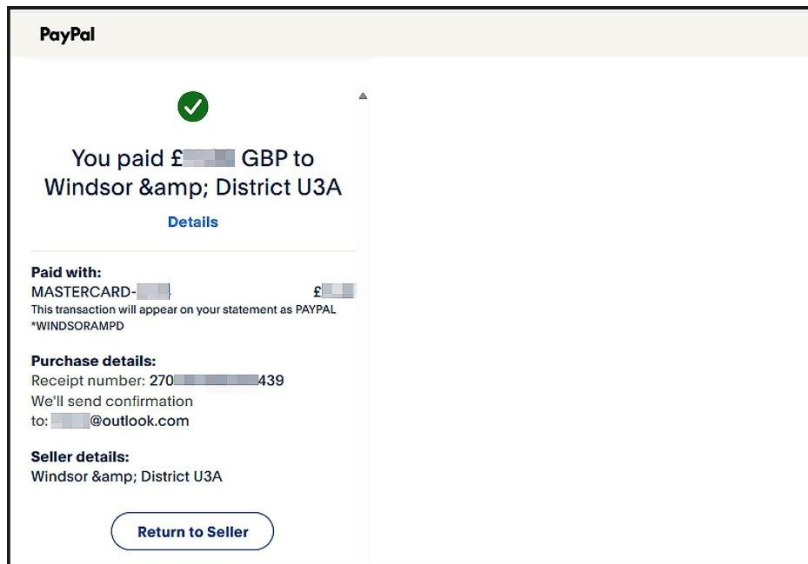 PayPal
You paid £ GBP to
Windsor &amp; District U3A
Details
Paid with:
MASTERCARD- £
This transaction will appear on your statement as PAYPAL
*WINDSORAMPD
Purchase details:
Receipt number: 270 439
We'll send confirmation
to: @outlook.com
Seller details:
Windsor &amp; District U3A
Return to Seller